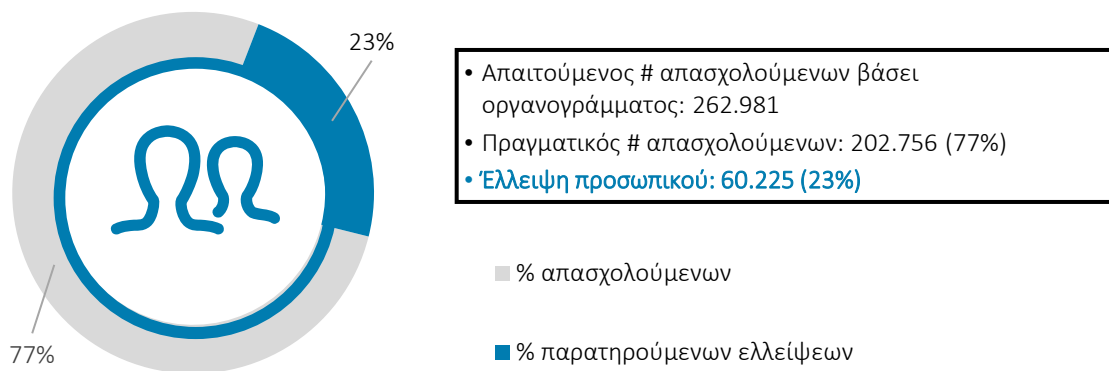 23%
• Απαιτούμενος # απασχολούμενων βάσει
οργανογράμματος: 262.981
• Πραγματικός # απασχολούμενων: 202.756 (77%)
• Έλλειψη προσωπικού: 60.225 (23%)
% απασχολούμενων
77%
% παρατηρούμενων ελλείψεων